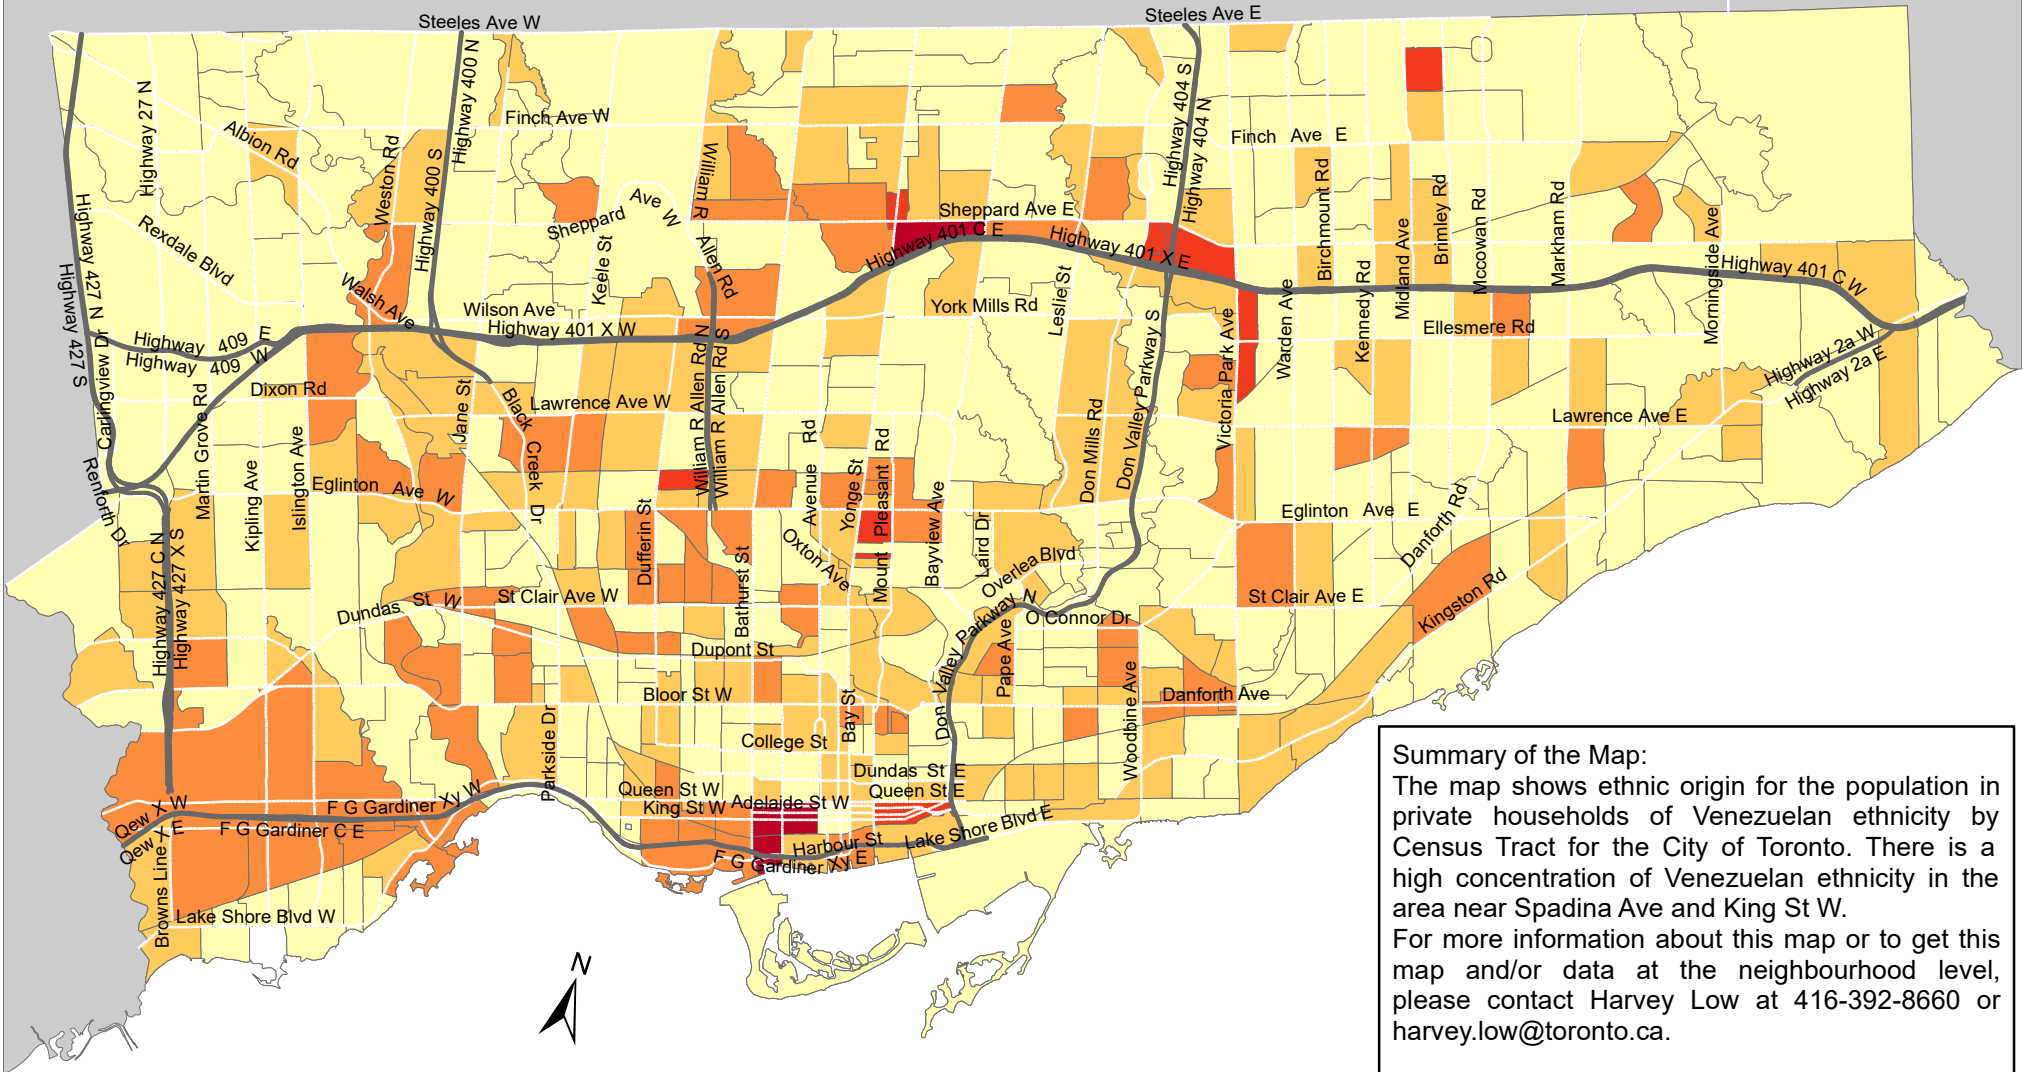 Steeles Ave W
Steeles Ave E
Highway 400 N
Highway 404 S
Highway 404 N
Highway 27 N
Finch Ave W
Finch Ave E
Albion Rd
Weston Rd
Highway 400 S
William R
Allen Rd
Birchmount Rd
Brimley Rd
Mccowan Rd
Markham Rd
Midland Ave
Morningside Ave
Sheppard
Ave W
Sheppard Ave E
Highway 427 N
Rexdale Blvd
Keele St
Highway 401 C E
Highway 401 X E
Highway 401 C W
Highway 427 S
Walsh Ave
Wilson Ave
York Mills Rd
Leslie St
Kennedy Rd
Warden Ave
Ellesmere Rd
Highway 401 X W
Highway 409 E
Highway 409 W
Carlingview Dr
Dixon Rd
Martin Grove Rd
Jane St
Black
Creek Dr
Lawrence Ave W
Lawrence Ave E
William R Allen Rd N
William R Allen Rd S
Don Valley Parkway S
Victoria Park Ave
Highway 2a W
Highway 2a E
Don Mills Rd
Avenue Rd
Yonge St
Mount Pleasant Rd
Bayview Ave
Laird Dr
Renforth Dr
Kipling Ave
Islington Ave
Eglinton Ave W
Eglinton Ave E
Danforth Rd
Dufferin St
Bathurst St
Oxton Ave
Overlea Blvd
Highway 427 C N
Highway 427 X S
Dundas St W
St Clair Ave W
St Clair Ave E
Kingston Rd
O Connor Dr
Don Valley Parkway N
Pape Ave
Dupont St
Bloor St W
Bay St
Danforth Ave
Woodbine Ave
Parkside Dr
College St
Dundas St E
Queen St W
Queen St E
King St W
Adelaide St W
F G Gardiner Xy W
Qew X W
Qew X E
F G Gardiner C E
Harbour St
Lake Shore Blvd E
F G Gardiner Xy E
Browns Line
Lake Shore Blvd W
N
Summary of the Map:
The map shows ethnic origin for the population in
private households of Venezuelan ethnicity by
Census Tract for the City of Toronto. There is a
high concentration of Venezuelan ethnicity in the
area near Spadina Ave and King St W.
For more information about this map or to get this
map and/or data at the neighbourhood level,
please contact Harvey Low at 416-392-8660 or
harvey.low@toronto.ca.